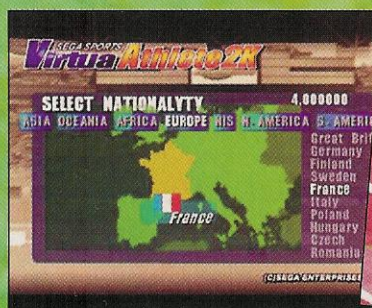 SEGA SPORTS
Virtua Athlete 2K
SELECT NATIONALYTY 4,000000
ASIA OCEANIA AFRICA EUROPE NIS N. AMERICA S. AMERIC
Great Brit
Germany
Finland
Sweden
France
Italy
Poland
Hungary
Czech
Romania
France
(C)SEGA ENTERPRISE